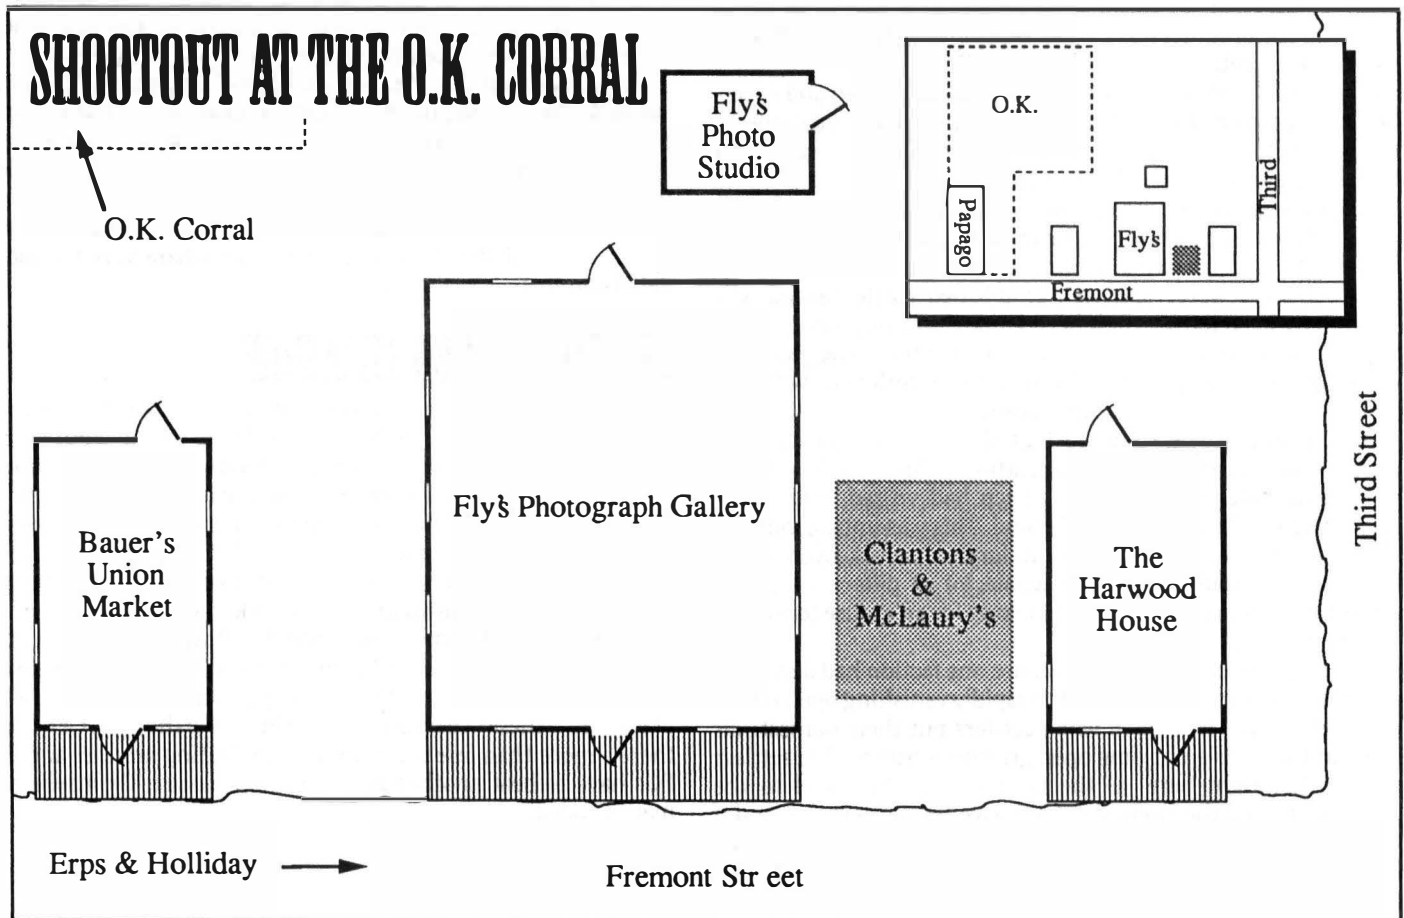 SHOOTOUT AT THE O.K. CORRAL
O.K. Corral
Fly's
Photo
Studio
O.K.
Third
Papago
Fly's
Fremont
Bauer's
Union
Market
Fly's Photograph Gallery
Clantons
&
McLaury's
The
Harwood
House
Third Street
Erps & Holliday
Fremont Str eet